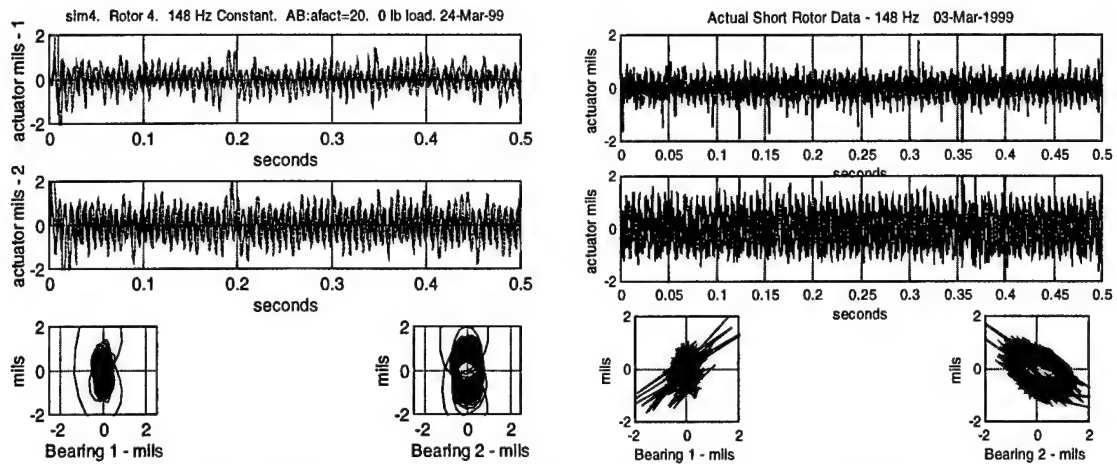 sim4. Rotor 4. 148 Hz Constant. AB:afact=20. 0 lb load. 24-Mar-99
actuator mils - 1
2
0
-2
0 0.1 0.2 0.3 0.4 0.5
seconds
actuator mils - 2
2
0
-2
0 0.1 0.2 0.3 0.4 0.5
seconds
mils
2
0
-2
-2 0 2
Bearing 1 - mils
2
0
-2
-2 0 2
Bearing 2 - mils
Actual Short Rotor Data - 148 Hz 03-Mar-1999
actuator mils
2
0
-2
0 0.05 0.1 0.15 0.2 0.25 0.3 0.35 0.4 0.45 0.5
seconds
actuator mils
2
0
-2
0 0.05 0.1 0.15 0.2 0.25 0.3 0.35 0.4 0.45 0.5
seconds
mils
2
0
-2
-2 0 2
Bearing 1 - mils
mils
2
0
-2
-2 0 2
Bearing 2 - mils